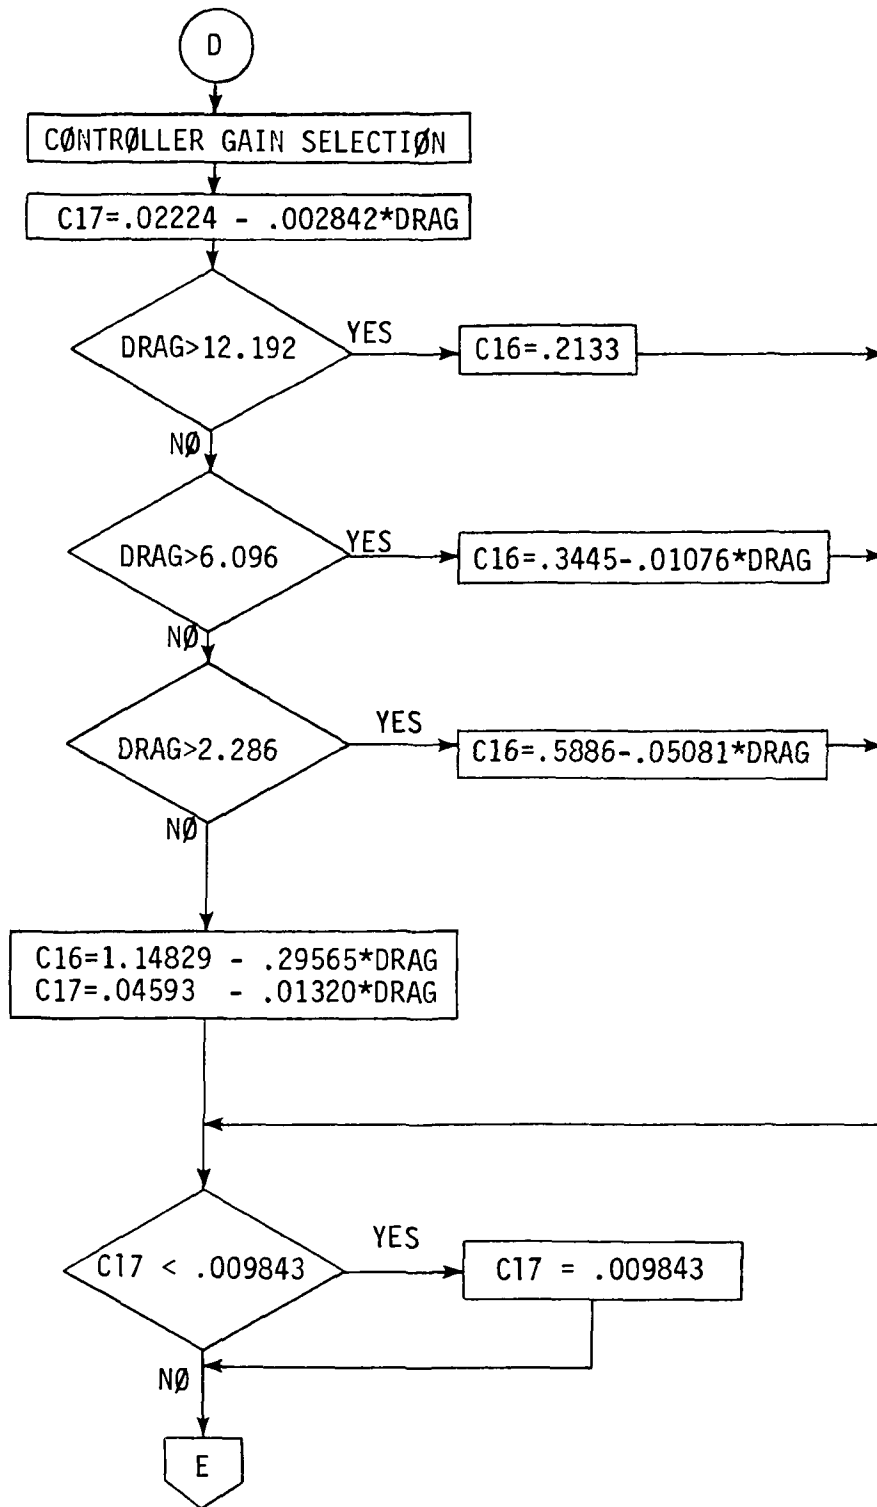 D
CØNTRØLLER GAIN SELECTIØN
C17=.02224 - .002842*DRAG
DRAG>12.192
YES
C16=.2133
NØ
DRAG>6.096
YES
C16=.3445-.01076*DRAG
NØ
DRAG>2.286
YES
C16=.5886-.05081*DRAG
NØ
C16=1.14829 - .29565*DRAG
C17=.04593 - .01320*DRAG
C17 < .009843
YES
C17 = .009843
NØ
E